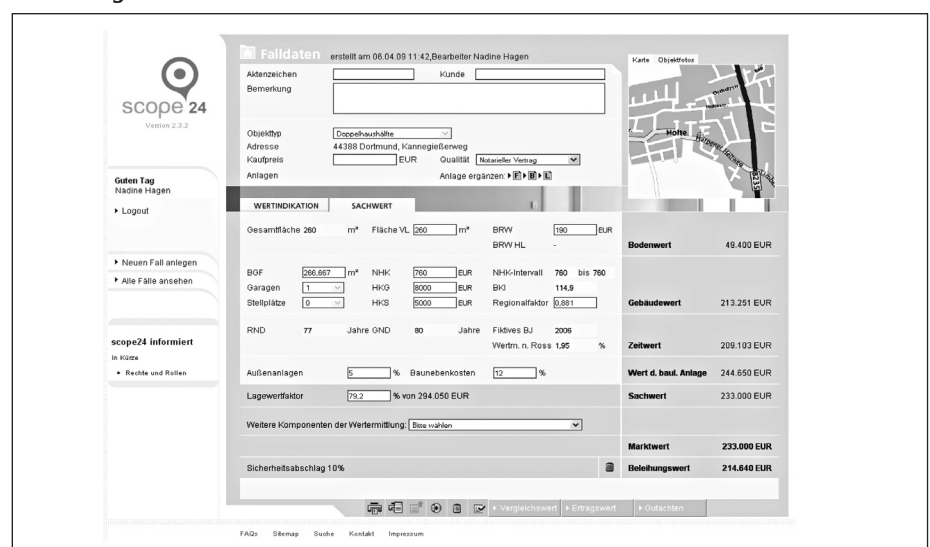 scope 24
Version 2.3.2
Guten Tag
Nadine Hagen
Logout
Neuen Fall anlegen
Alle Fälle ansehen
scope24 informiert
In Kürze
Rechte und Rollen
Falldaten erstellt am 06.04.09 11:42,Bearbeiter Nadine Hagen
Aktenzeichen Kunde
Bemerkung
Objekttyp Doppelhaushälfte
Adresse 44388 Dortmund, Kannegießerweg
Kaufpreis EUR Qualität Notarieller Vertrag
Anlagen Anlage ergänzen: F B L
Karte Objektfotos
Hofte
Harpener Hellweg
B235
WERTINDIKATION SACHWERT
Gesamtfläche 260 m² Fläche VL 260 m² BRW 190 EUR
BRW HL -
Bodenwert 49.400 EUR
BGF 266,667 m² NHK 760 EUR NHK-Intervall 760 bis 760
Garagen 1 HKG 8000 EUR BKI 114,9
Stellplätze 0 HKS 5000 EUR Regionalfaktor 0,881
Gebäudewert 213.251 EUR
RND 77 Jahre GND 80 Jahre Fiktives BJ 2006
Wertm. n. Ross 1,95 %
Zeitwert 209.103 EUR
Außenanlagen 5 % Baunebenkosten 12 %
Wert d. baul. Anlage 244.650 EUR
Lagewertfaktor 79,2 % von 294.050 EUR
Sachwert 233.000 EUR
Weitere Komponenten der Wertermittlung: Bitte wählen
Marktwert 233.000 EUR
Sicherheitsabschlag 10%
Beleihungswert 214.640 EUR
Vergleichswert Ertragswert Gutachten
FAQs Sitemap Suche Kontakt Impressum